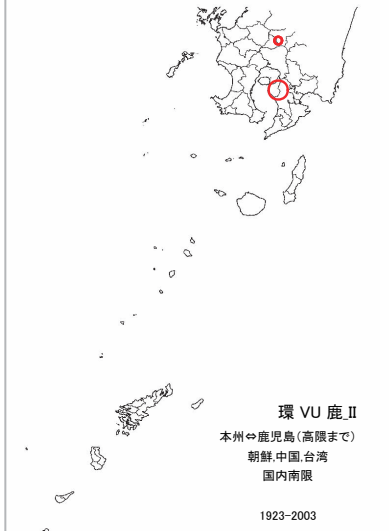 環 VU 鹿_II
本州⇔鹿児島(高隈まで)
朝鮮,中国,台湾
国内南限
1923-2003